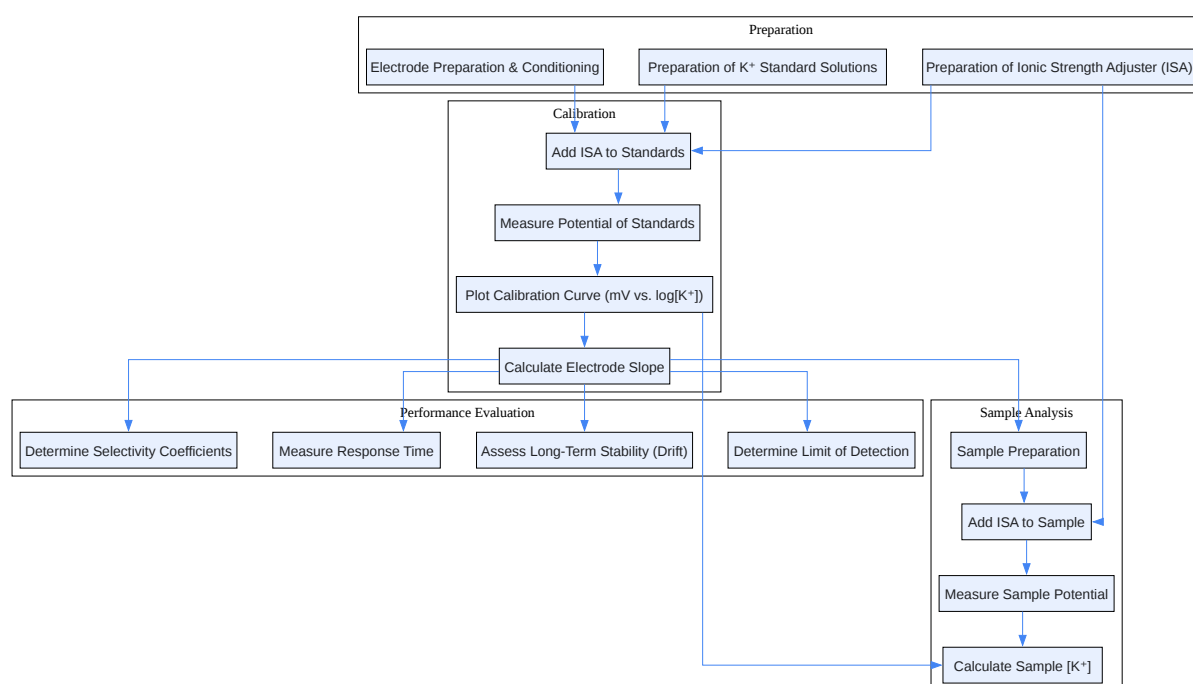 Preparation
Electrode Preparation & Conditioning
Preparation of K⁺ Standard Solutions
Preparation of Ionic Strength Adjuster (ISA)
Calibration
Add ISA to Standards
Measure Potential of Standards
Plot Calibration Curve (mV vs. log[K⁺])
Calculate Electrode Slope
Performance Evaluation
Determine Selectivity Coefficients
Measure Response Time
Assess Long-Term Stability (Drift)
Determine Limit of Detection
Sample Analysis
Sample Preparation
Add ISA to Sample
Measure Sample Potential
Calculate Sample [K⁺]